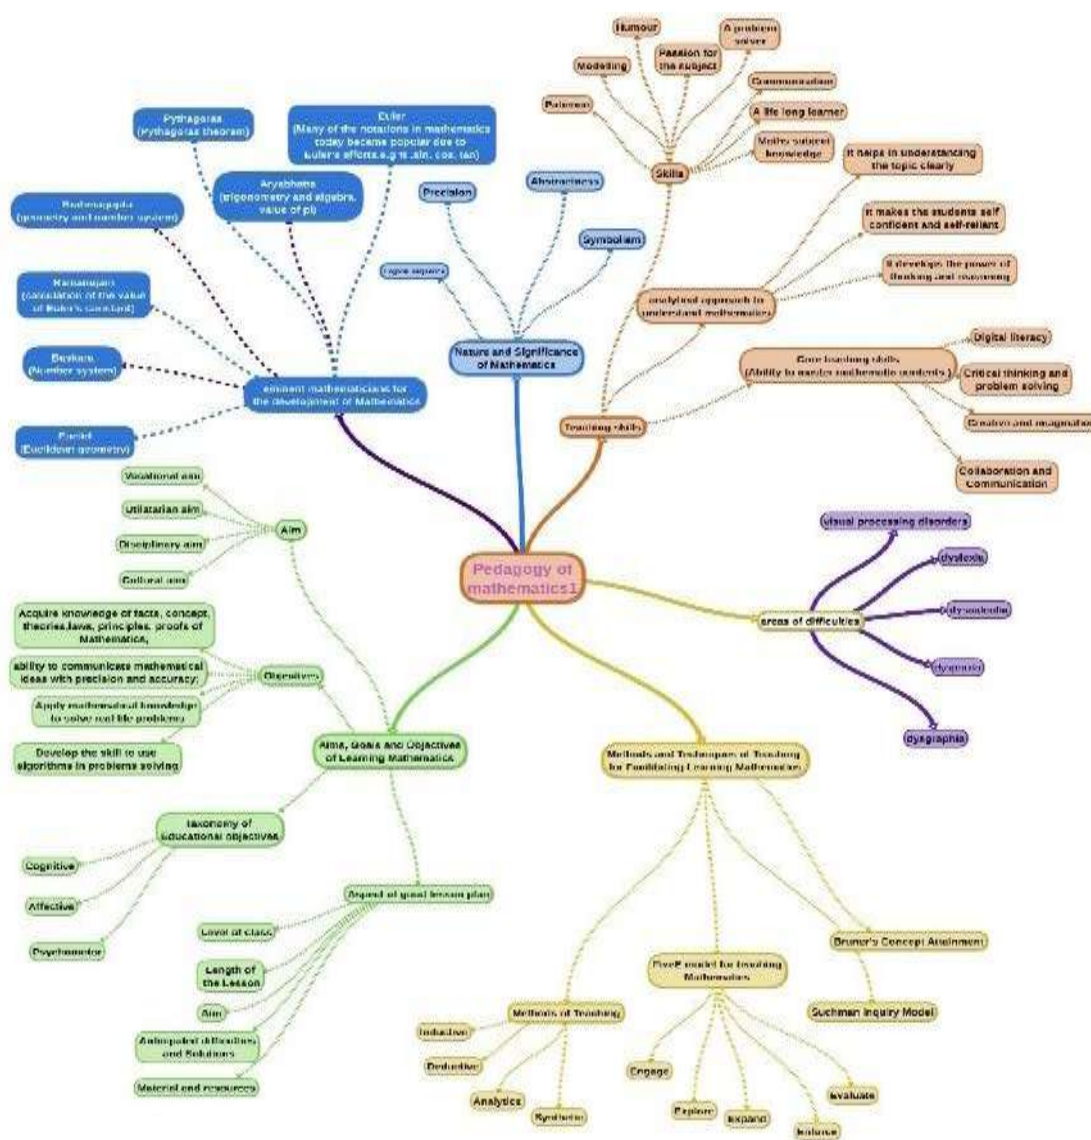 Humour
A problem
solver
Modelling
Passion for
the subject
Patience
Communication
A life long learner
Maths subject
knowledge
Skills
Pythagoras
(Pythagoras theoram)
Euler
(Many of the notations in mathematics
today became popular due to
Euler's efforts.e.g is .sin, cos, tan)
Aryabhatta
(trigonometry and algebra,
value of pi)
Brahmagupta
(geometry and number system)
Ramanujam
(calculation of the value
of Euler's constant)
Baskara
(Number system)
Euclid
(Euclidean geometry)
eminent mathematicians for
the development of Mathematics
Precision
Abstractness
Symbolism
Nature and Significance
of Mathematics
It helps in understanding
the topic clearly
It makes the students self
confident and self-reliant
It develops the power of
thinking and reasoning
analytical approach to
understand mathematics
Core learning skills
(Ability to master mathematic contents )
Digital literacy
Critical thinking and
problem solving
Creative and imagination
Collaboration and
Communication
Teaching skills
Pedagogy of
mathematics1
Vocational aim
Utilatarian aim
Disciplinary aim
Cultural aim
Aim
Acquire knowledge of facts, concept,
theories,laws, principles, proofs of
Mathematics,
ability to communicate mathematical
ideas with precision and accuracy;
Apply mathematical knowledge
to solve real life problems
Develop the skill to use
algorithms in problems solving
Objectives
Aims, Goals and Objectives
of Learning Mathematics
Taxonomy of
Educational objectives
Cognitive
Affective
Psychomotor
Aspect of good lesson plan
Level of class
Length of
the Lesson
Aim
Anticipated difficulties
and Solutions
Material and resources
visual processing disorders
dyslexia
dysgraphia
areas of difficulties
Methods and Techniques of Teaching
for Facilitating Learning Mathematics
Bruner's Concept Attainment
Suchman Inquiry Model
FiveE model for teaching
Mathematics
Methods of Teaching
Inductive
Deductive
Analytics
Synthetic
Engage
Explore
Expand
Evaluate